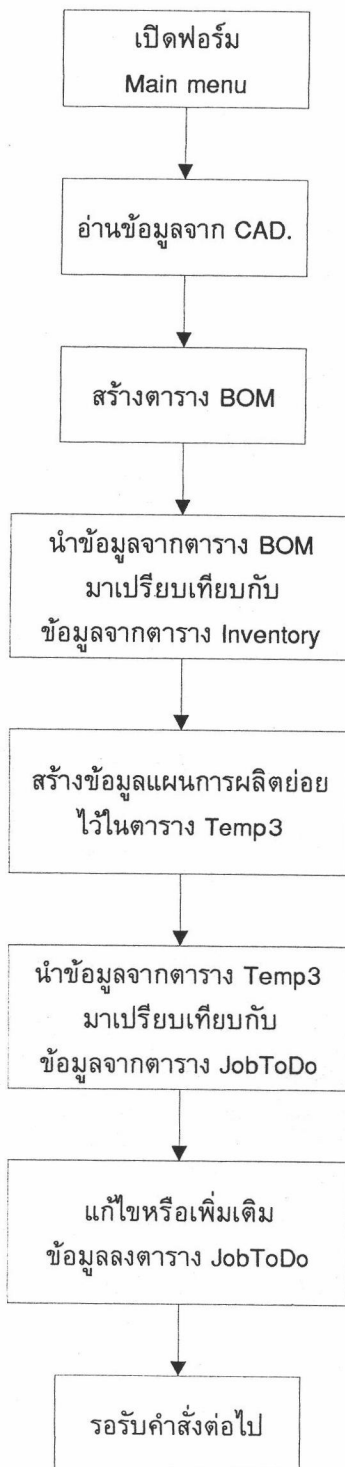 เปิดฟอร์ม
Main menu
อ่านข้อมูลจาก CAD.
สร้างตาราง BOM
นำข้อมูลจากตาราง BOM
มาเปรียบเทียบกับ
ข้อมูลจากตาราง Inventory
สร้างข้อมูลแผนการผลิตย่อย
ไว้ในตาราง Temp3
นำข้อมูลจากตาราง Temp3
มาเปรียบเทียบกับ
ข้อมูลจากตาราง JobToDo
แก้ไขหรือเพิ่มเติม
ข้อมูลลงตาราง JobToDo
รอรับคำสั่งต่อไป